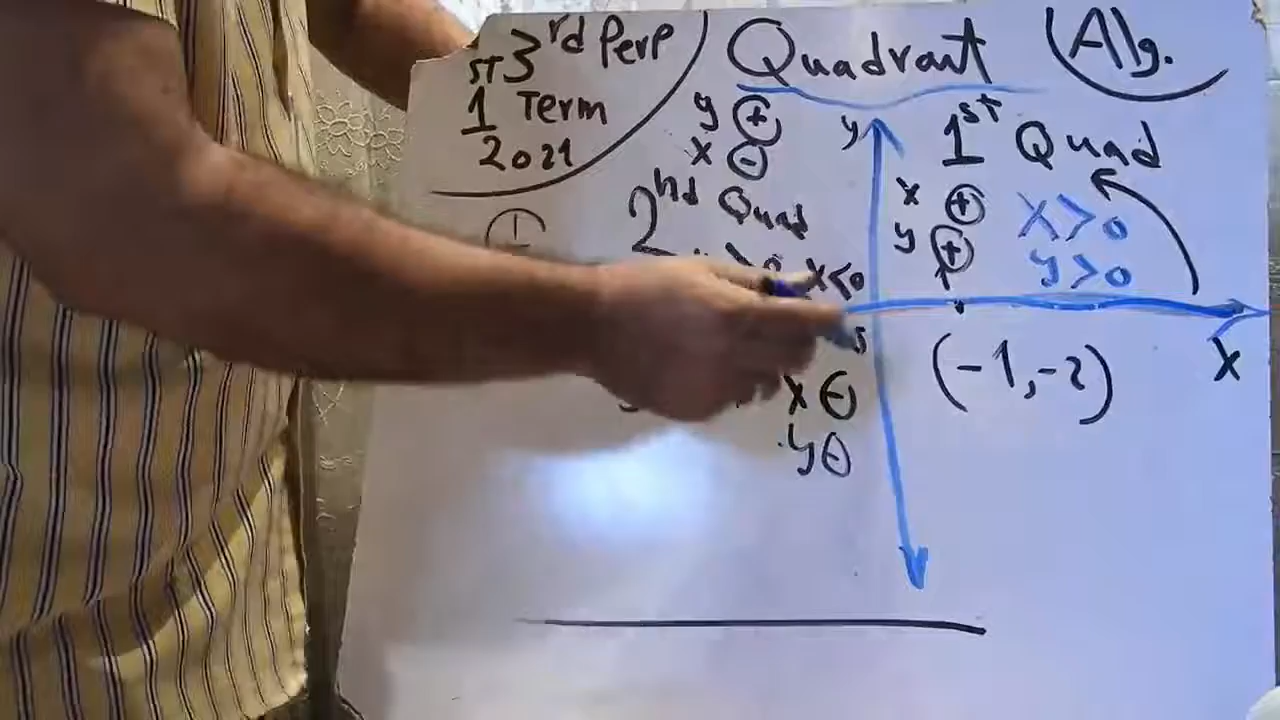 3rd Perp
1ST Term
2021
Quadrant
Alg.
y +
x -
2nd Quad
x<0
y
1st Quad
x +
y +
x>0
y>0
x
(-1,-2)
x -
y -